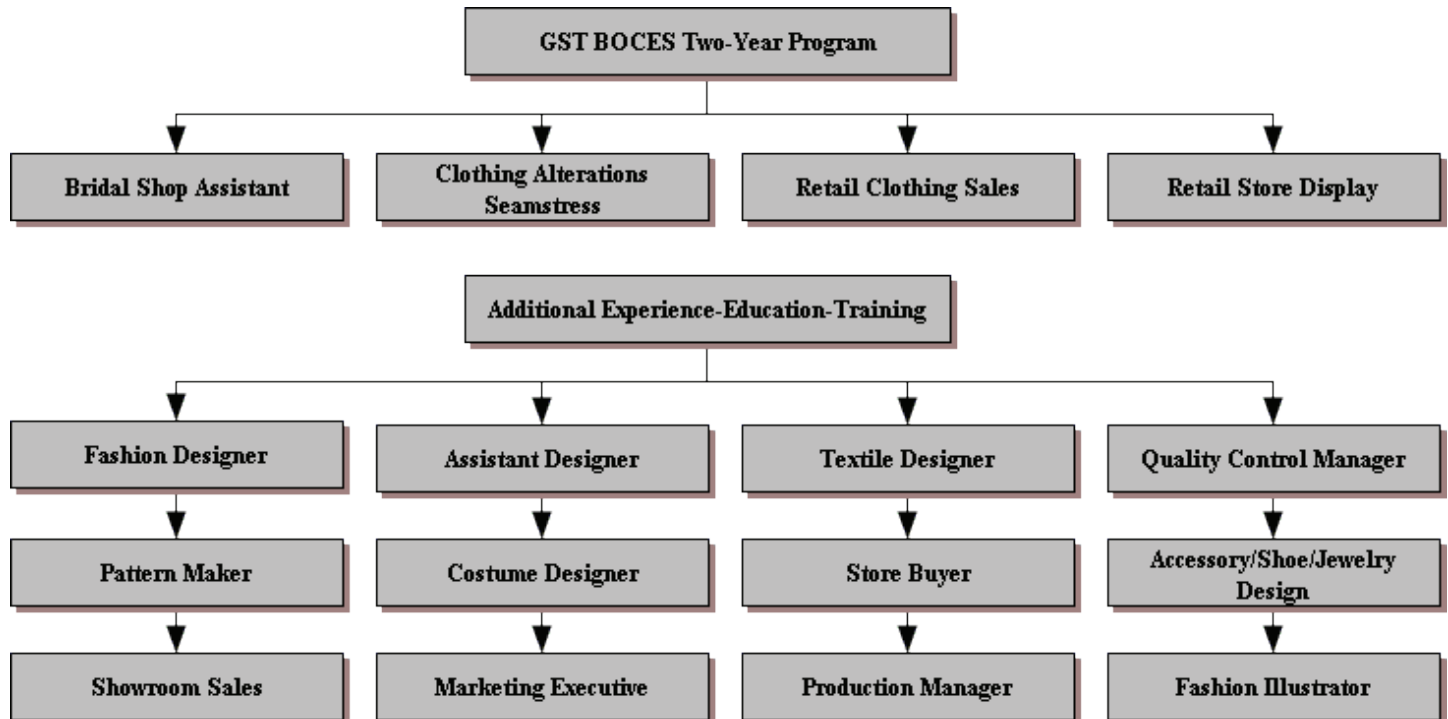 GST BOCES Two-Year Program
Bridal Shop Assistant
Clothing Alterations
Seamstress
Retail Clothing Sales
Retail Store Display
Additional Experience-Education-Training
Fashion Designer
Assistant Designer
Textile Designer
Quality Control Manager
Pattern Maker
Costume Designer
Store Buyer
Accessory/Shoe/Jewelry
Design
Showroom Sales
Marketing Executive
Production Manager
Fashion Illustrator